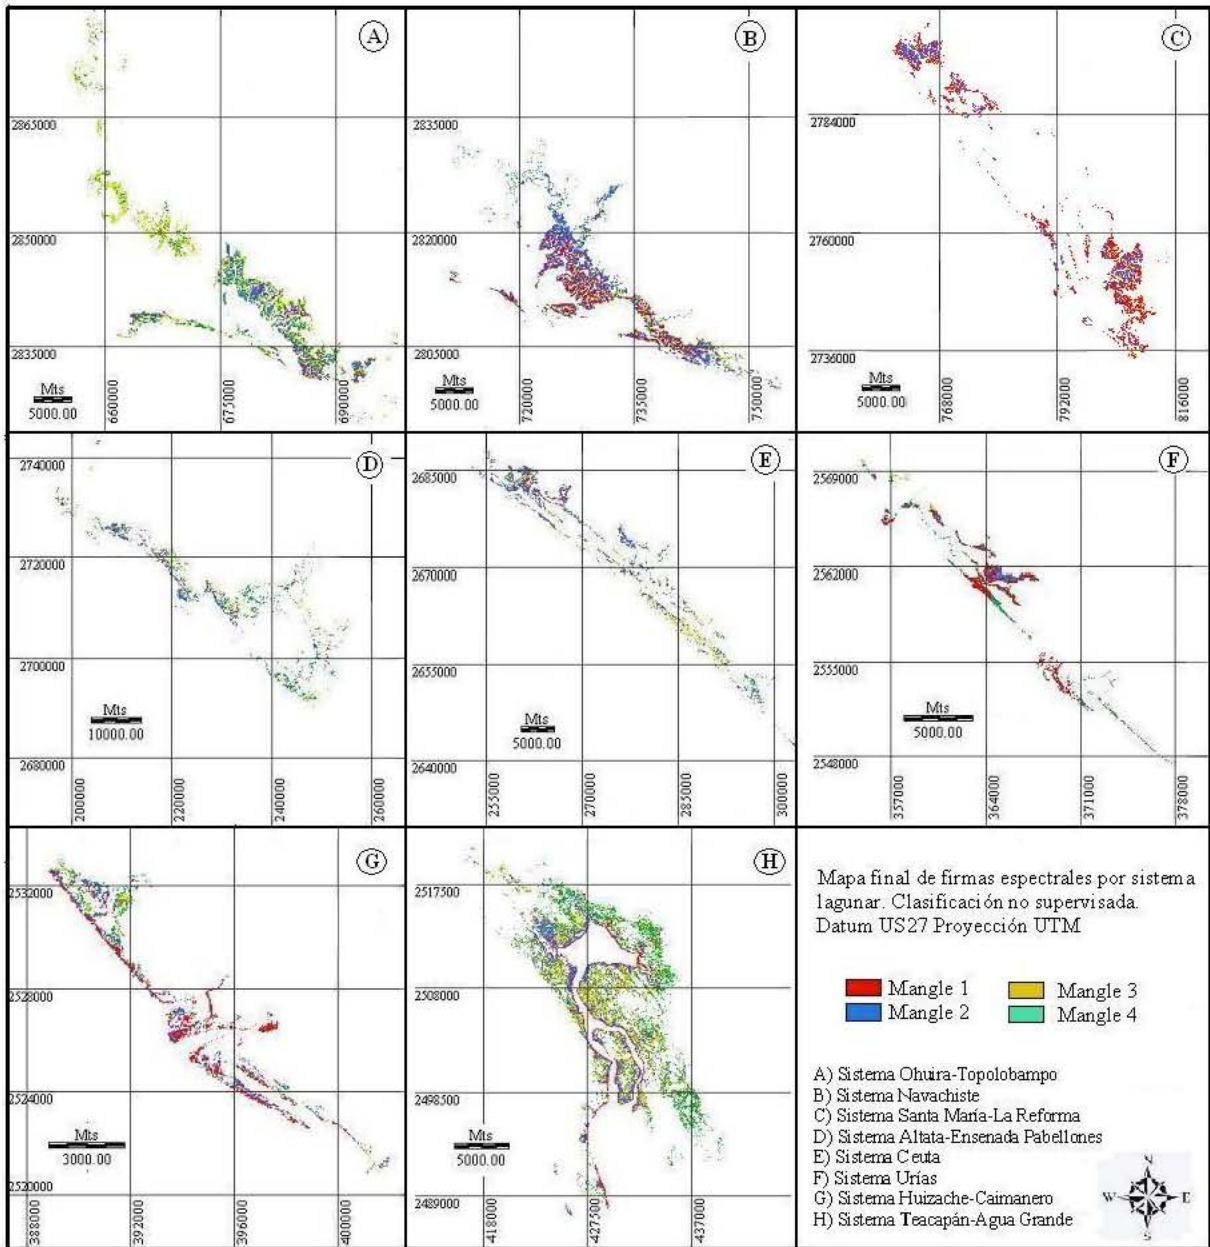 A
2865000
2850000
2835000
Mts
5000.00
660000
675000
690000
B
2835000
2820000
2805000
Mts
5000.00
720000
735000
750000
C
2784000
2760000
2736000
Mts
5000.00
768000
792000
816000
D
2740000
2720000
2700000
2680000
Mts
10000.00
200000
220000
240000
260000
E
2685000
2670000
2655000
2640000
Mts
5000.00
255000
270000
285000
300000
F
2569000
2562000
2555000
2548000
Mts
5000.00
357000
364000
371000
378000
G
2532000
2528000
2524000
2520000
Mts
3000.00
388000
392000
396000
400000
H
2517500
2508000
2498500
2489000
Mts
5000.00
418000
427500
437000
Mapa final de firmas espectrales por sistema
lagunar. Clasificación no supervisada.
Datum US27 Proyección UTM
Mangle 1
Mangle 3
Mangle 2
Mangle 4
A) Sistema Ohuira-Topolobampo
B) Sistema Navachiste
C) Sistema Santa María-La Reforma
D) Sistema Altata-Ensenada Pabellones
E) Sistema Ceuta
F) Sistema Urías
G) Sistema Huizache-Caimanero
H) Sistema Teacapán-Agua Grande
N
W E
S